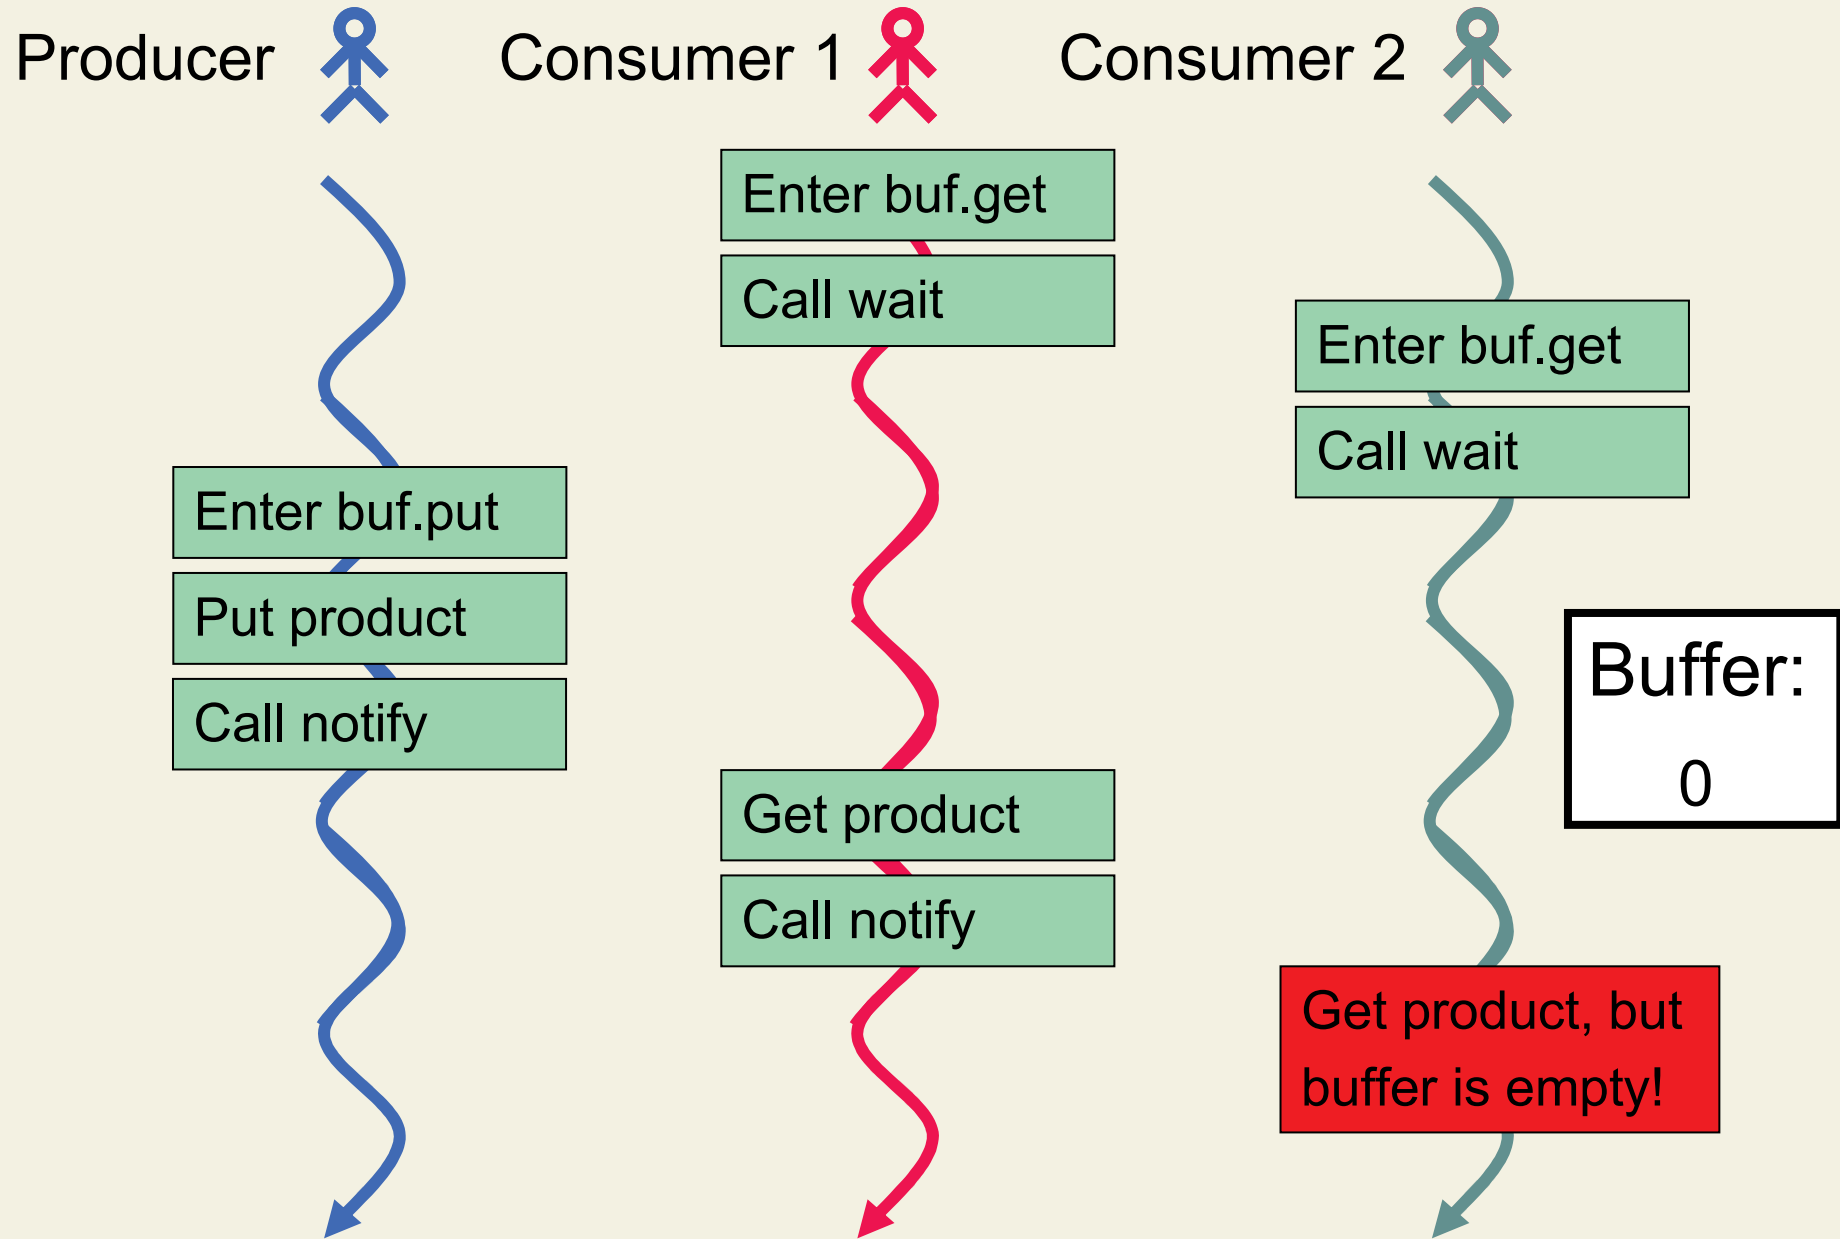 Producer
Consumer 1
Consumer 2
Enter buf.get
Call wait
Enter buf.get
Call wait
Enter buf.put
Put product
Call notify
Buffer:
0
Get product
Call notify
Get product, but
buffer is empty!